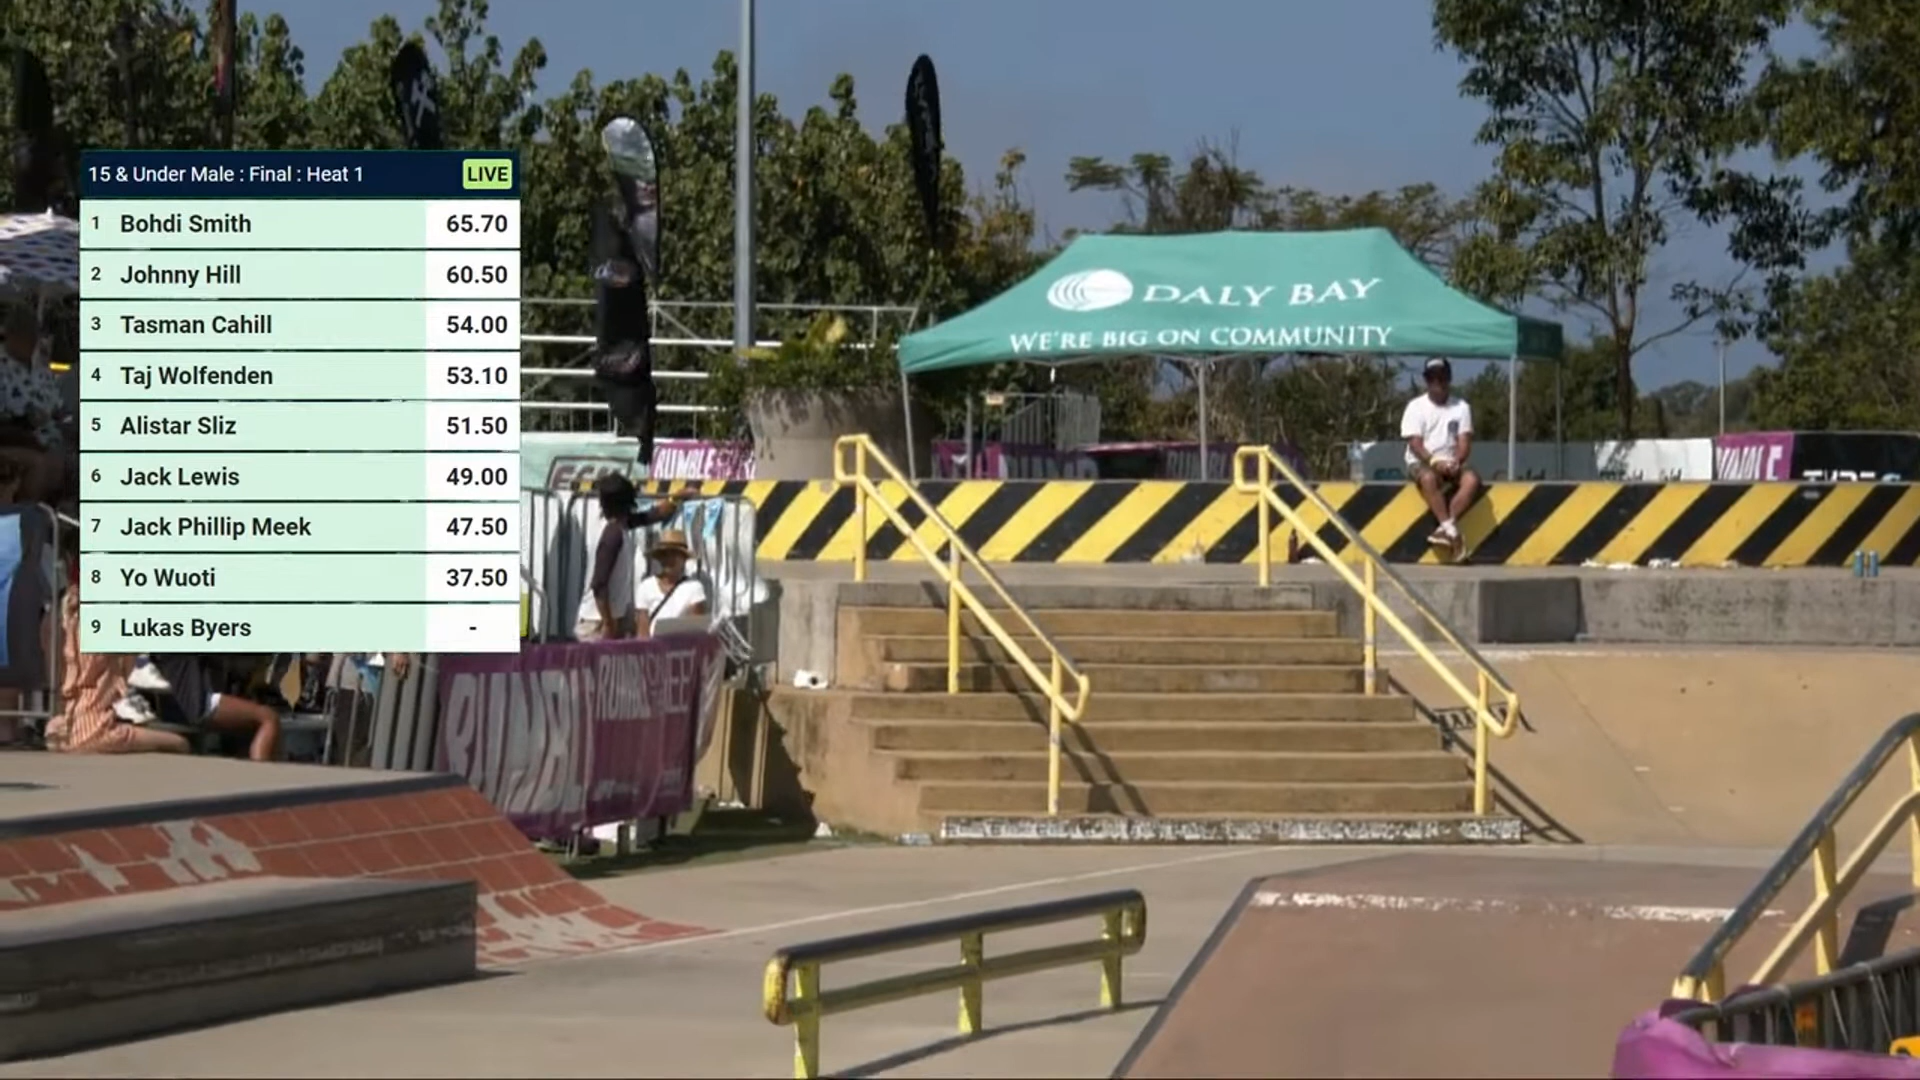 15 & Under Male : Final : Heat 1 LIVE
1 Bohdi Smith 65.70
2 Johnny Hill 60.50
3 Tasman Cahill 54.00
4 Taj Wolfenden 53.10
5 Alistar Sliz 51.50
6 Jack Lewis 49.00
7 Jack Phillip Meek 47.50
8 Yo Wuoti 37.50
9 Lukas Byers -
DALY BAY
WE'RE BIG ON COMMUNITY
RUMBLE